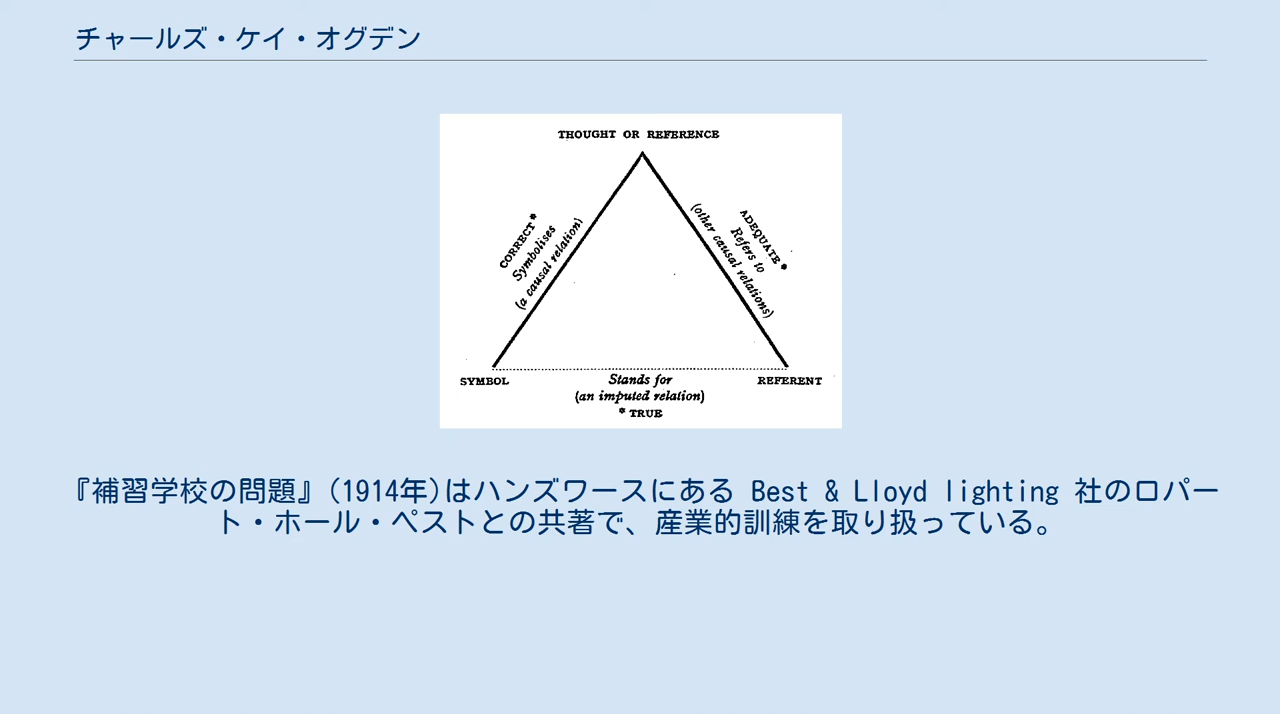 チャールズ・ケイ・オグデン
THOUGHT OR REFERENCE
CORRECT*
Symbolises
(a causal relation)
ADEQUATE*
Refers to
(other causal relations)
SYMBOL
REFERENT
Stands for
(an imputed relation)
* TRUE
『補習学校の問題』(1914年)はハンズワースにある Best & Lloyd lighting 社のロパー
ト・ホール・ペストとの共著で、産業的訓練を取り扱っている。